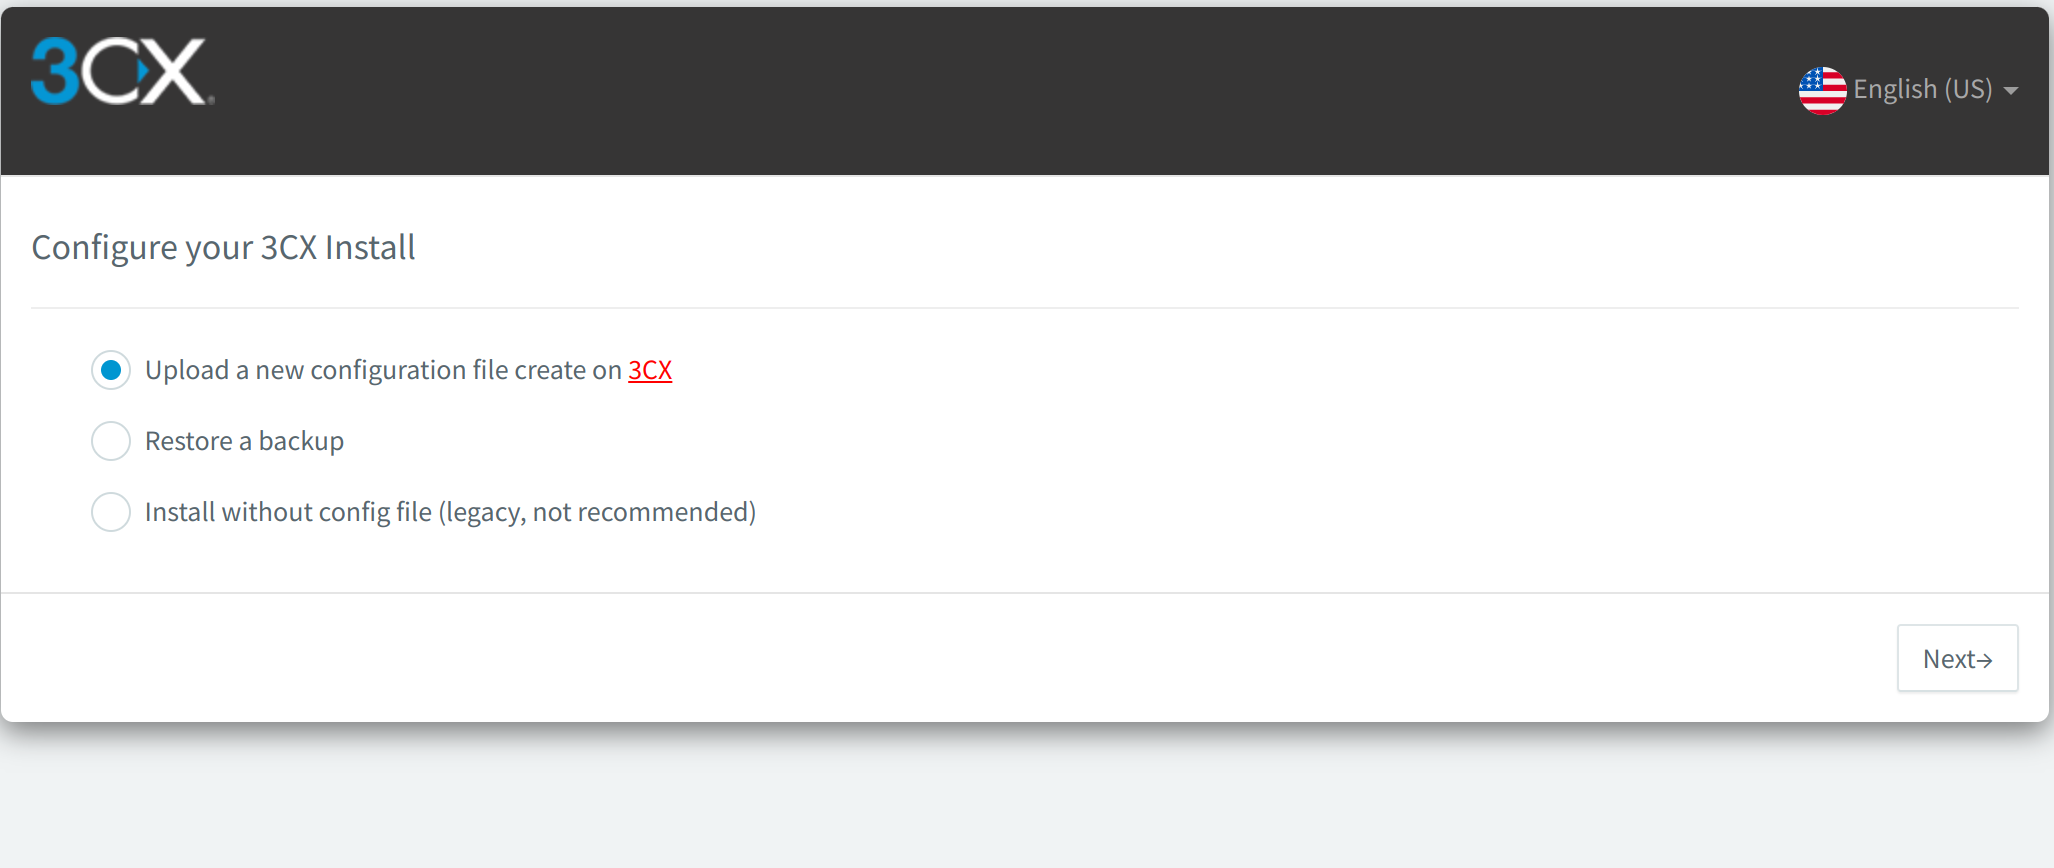 3CX
English (US)
Configure your 3CX Install
Upload a new configuration file create on 3CX
Restore a backup
Install without config file (legacy, not recommended)
Next→